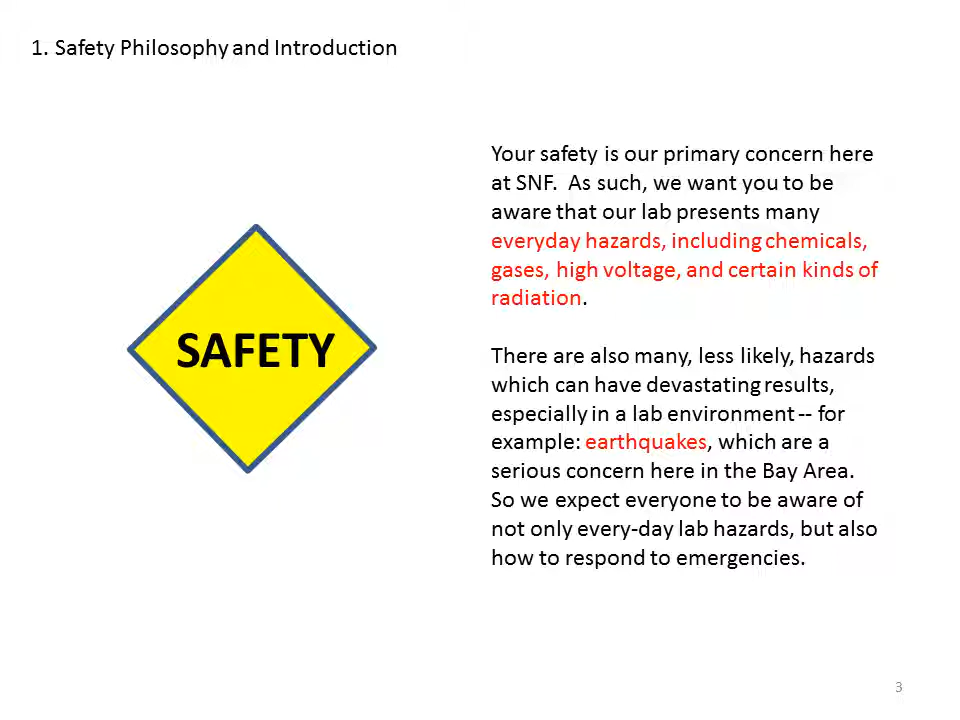 1. Safety Philosophy and Introduction
SAFETY
Your safety is our primary concern here
at SNF.  As such, we want you to be
aware that our lab presents many
everyday hazards, including chemicals,
gases, high voltage, and certain kinds of
radiation.
There are also many, less likely, hazards
which can have devastating results,
especially in a lab environment -- for
example: earthquakes, which are a
serious concern here in the Bay Area.
So we expect everyone to be aware of
not only every-day lab hazards, but also
how to respond to emergencies.
3